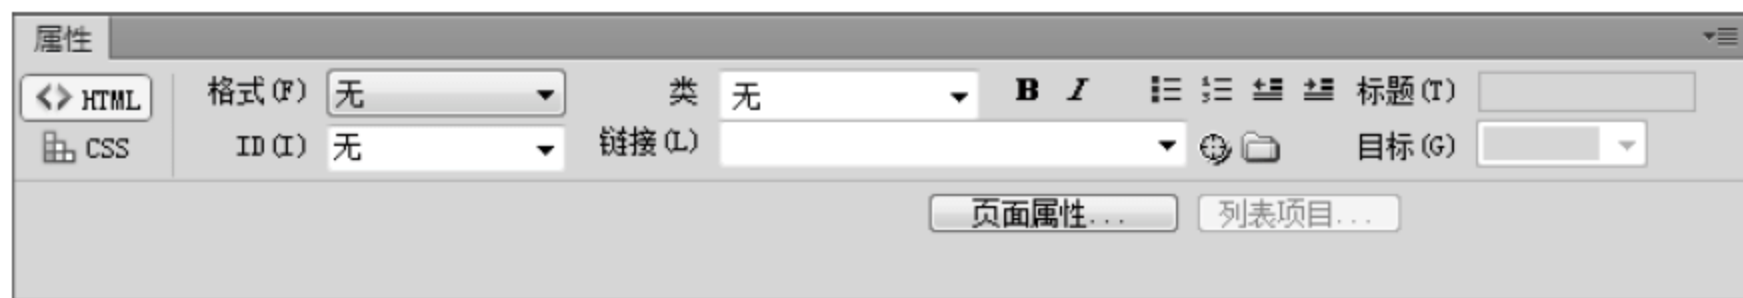 属性
HTML 格式(F) 无 类 无 B I 标题(T)
CSS ID(I) 无 链接(L) 目标(G)
页面属性... 列表项目...